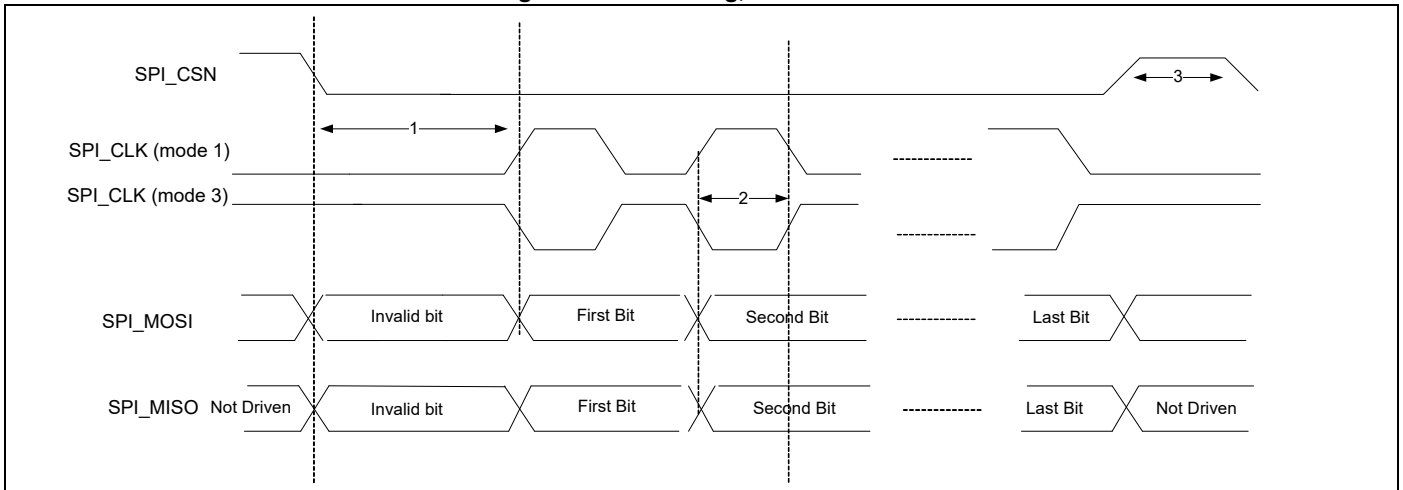 SPI_CSN
3
1
SPI_CLK (mode 1)
SPI_CLK (mode 3)
2
SPI_MOSI Invalid bit First Bit Second Bit Last Bit
SPI_MISO Not Driven Invalid bit First Bit Second Bit Last Bit Not Driven